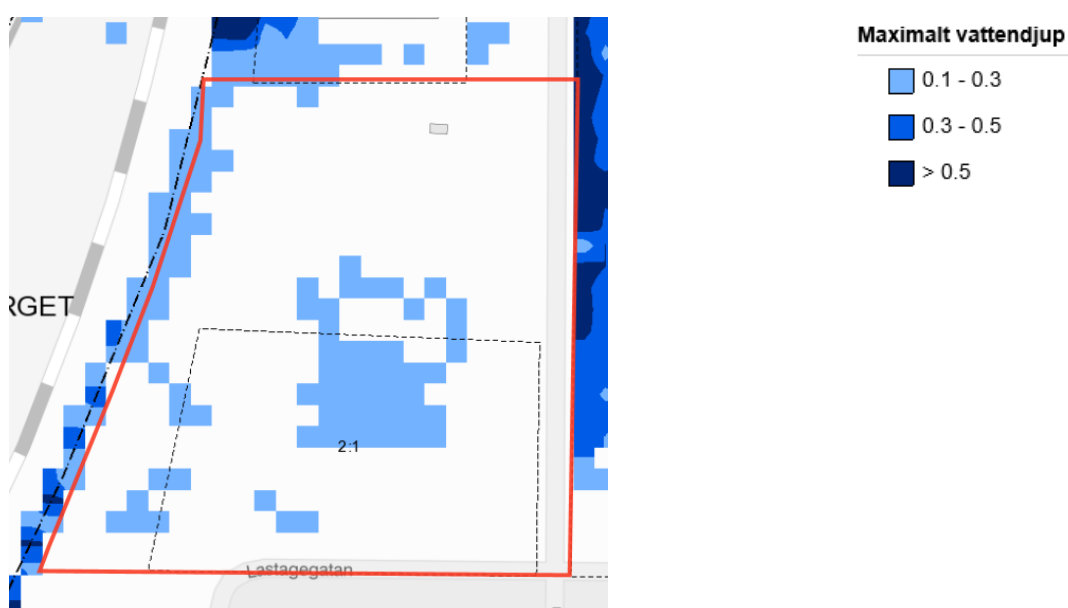 Maximalt vattendjup
0.1 - 0.3
0.3 - 0.5
> 0.5
RGET
2:1
Lastagegatan